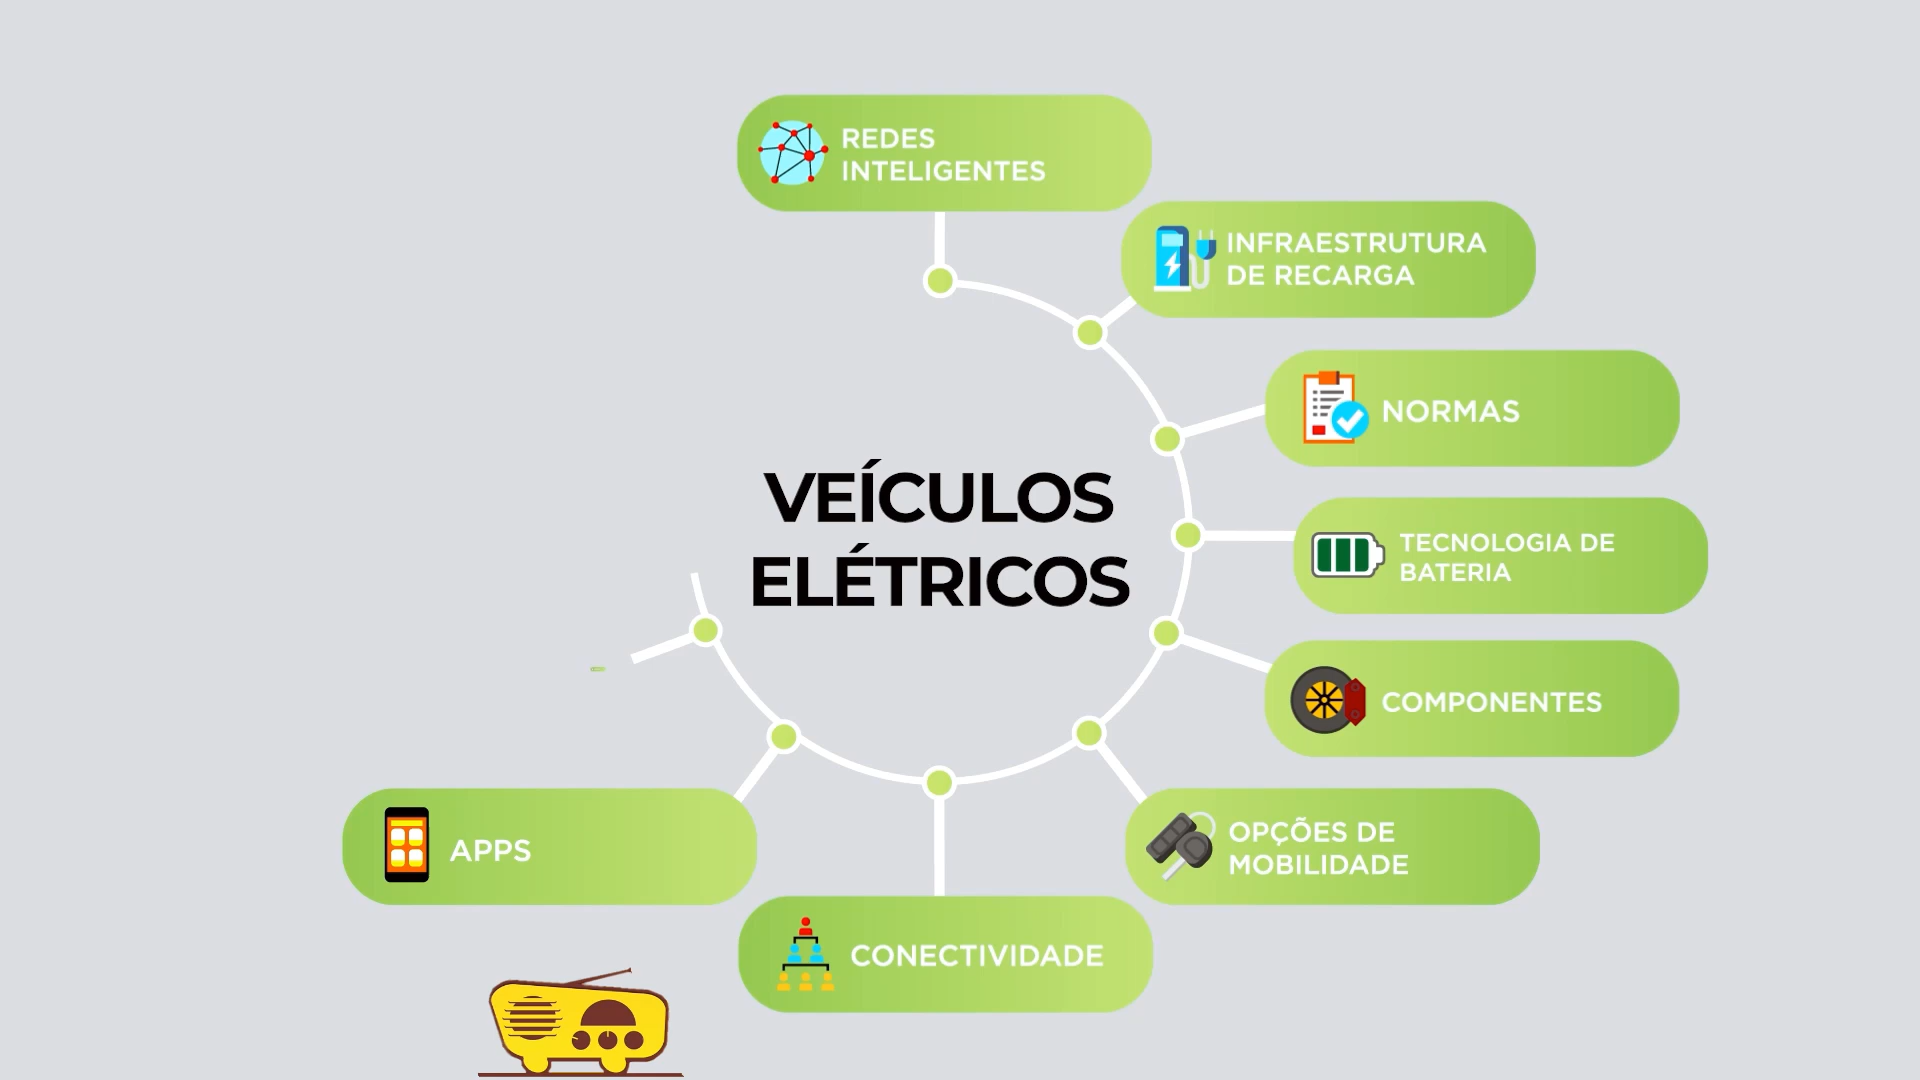 REDES
INTELIGENTES
INFRAESTRUTURA
DE RECARGA
NORMAS
TECNOLOGIA DE
BATERIA
COMPONENTES
OPÇÕES DE
MOBILIDADE
CONECTIVIDADE
APPS
VEÍCULOS
ELÉTRICOS